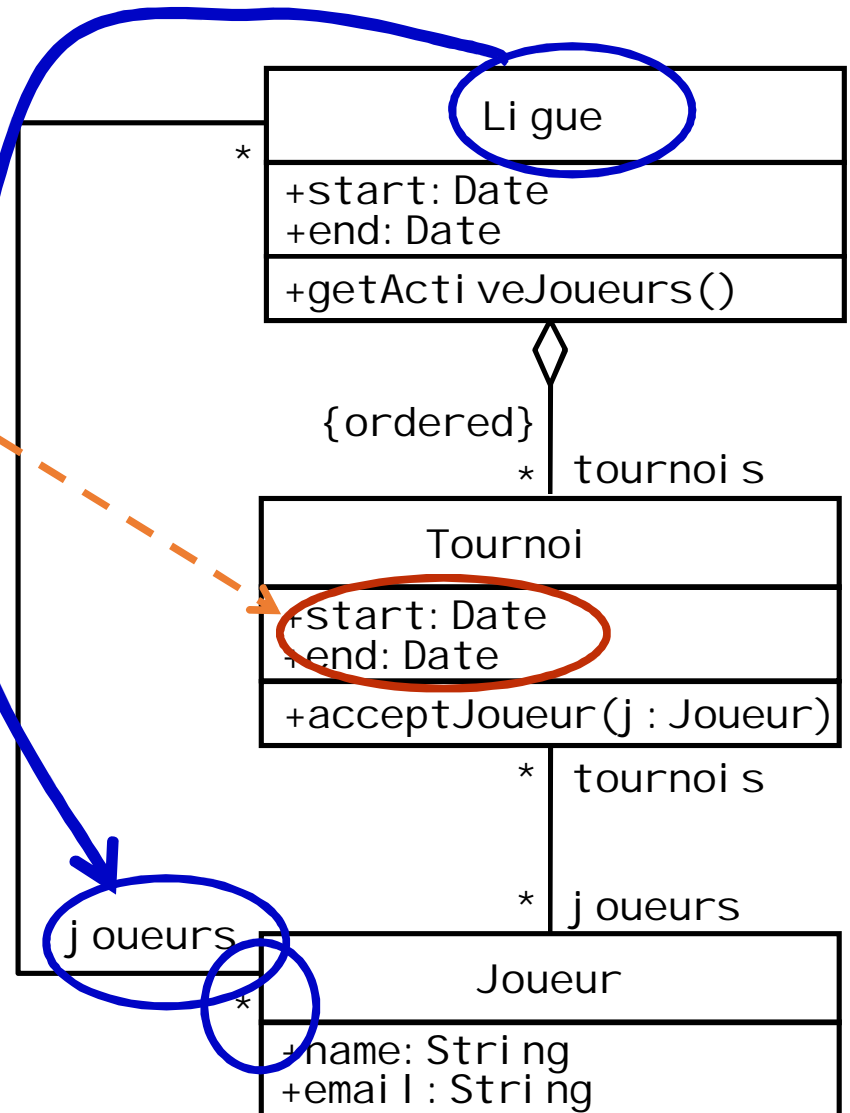 Ligue
*
+start:Date
+end:Date
+getActiveJoueurs()
{ordered}
* tournois
Tournoi
+start:Date
+end:Date
+acceptJoueur(j:Joueur)
* tournois
* joueurs
joueurs
Joueur
*
+name:String
+email:String